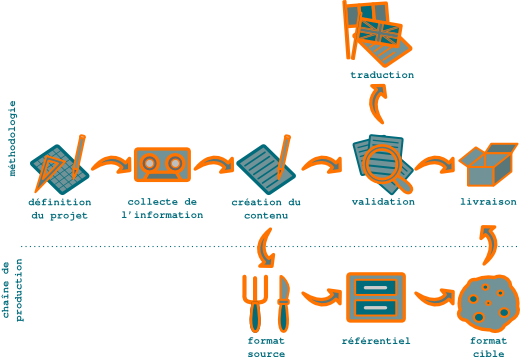 traduction
méthodologie
définition
du projet
collecte de
l'information
création du
contenu
validation
livraison
chaîne de
production
format
source
référentiel
format
cible